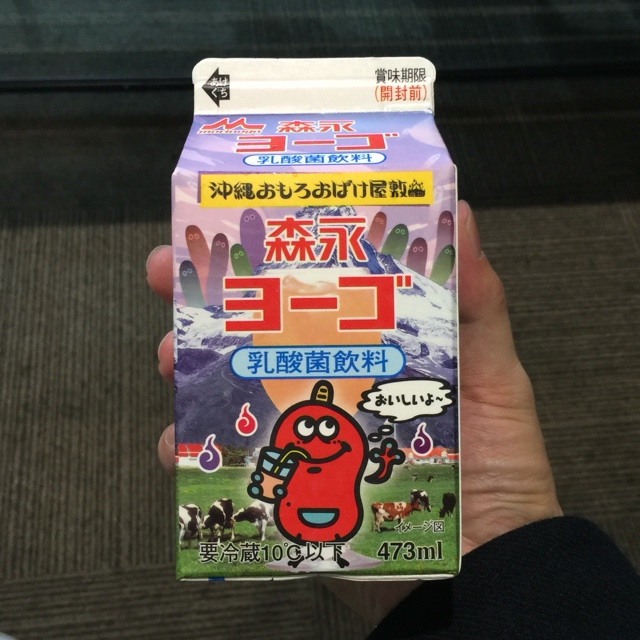 あけぐち
賞味期限
(開封前)
森永
ヨーゴ
乳酸菌飲料
沖縄おもろおばけ屋敷
森永
ヨーゴ
乳酸菌飲料
おいしいよ~
イメージ図
要冷蔵10℃以下
473ml